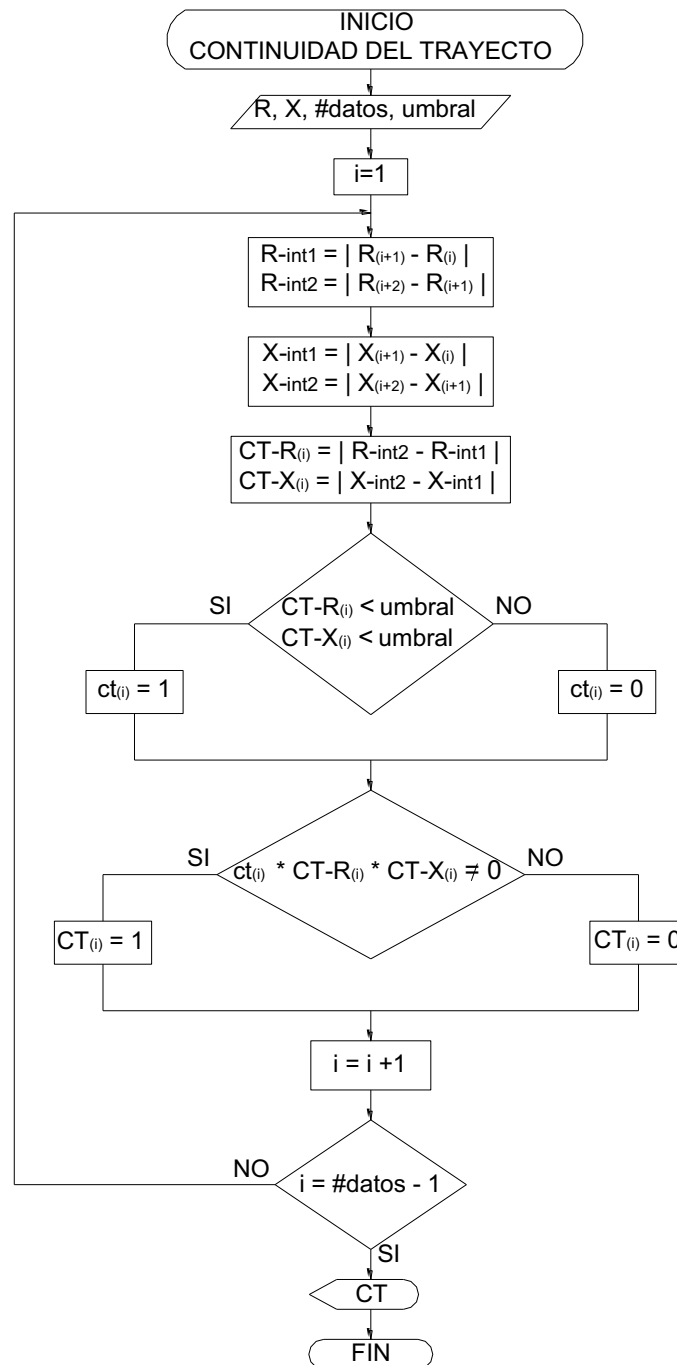 INICIO
CONTINUIDAD DEL TRAYECTO
R, X, #datos, umbral
i=1
R-int1 = | R(i+1) - R(i) |
R-int2 = | R(i+2) - R(i+1) |
X-int1 = | X(i+1) - X(i) |
X-int2 = | X(i+2) - X(i+1) |
CT-R(i) = | R-int2 - R-int1 |
CT-X(i) = | X-int2 - X-int1 |
SI
CT-R(i) < umbral
CT-X(i) < umbral
NO
ct(i) = 1
ct(i) = 0
SI
ct(i) * CT-R(i) * CT-X(i) ≠ 0
NO
CT(i) = 1
CT(i) = 0
i = i +1
NO
i = #datos - 1
SI
CT
FIN